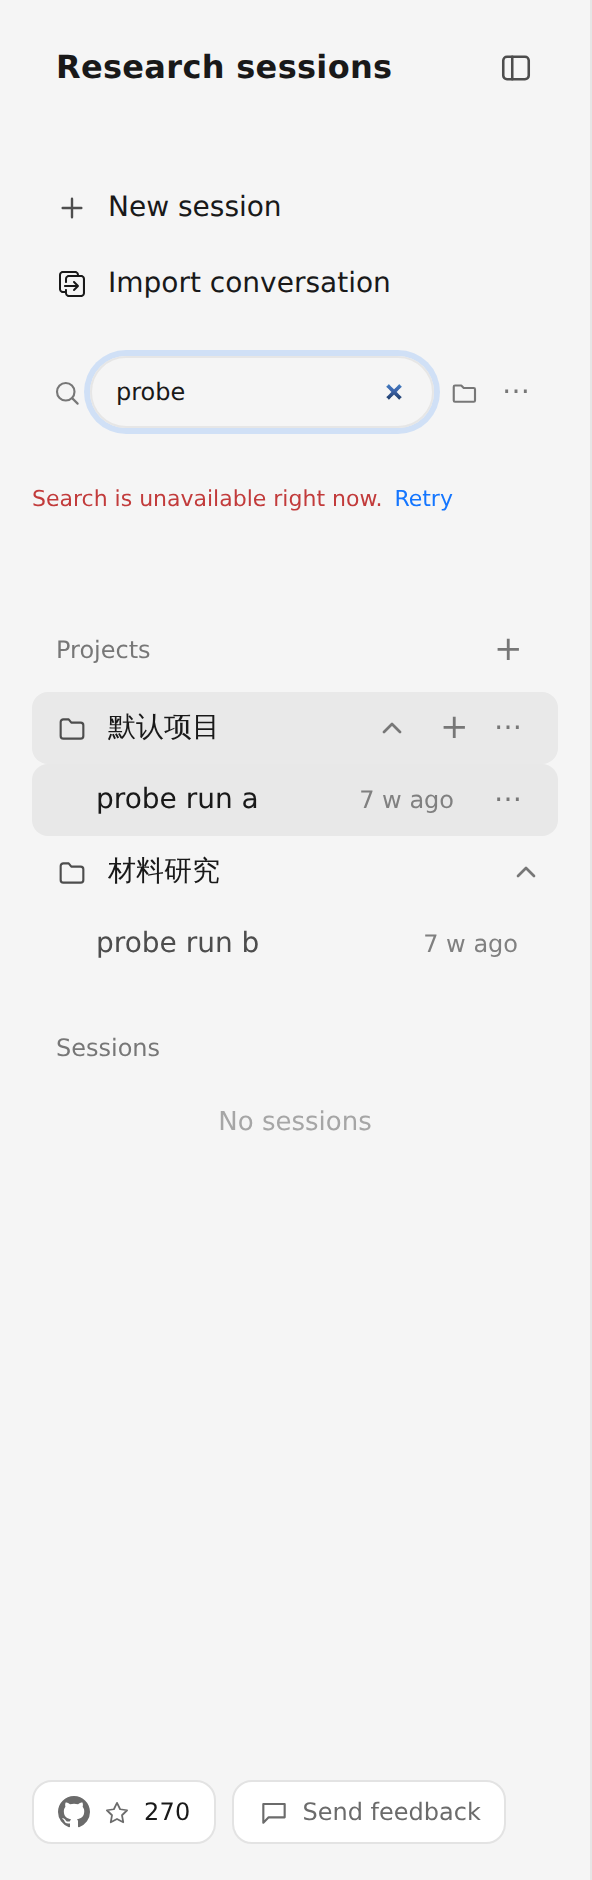 Research sessions
New session
Import conversation
probe
Search is unavailable right now. Retry
Projects
默认项目
probe run a 7 w ago
材料研究
probe run b 7 w ago
Sessions
No sessions
270 Send feedback